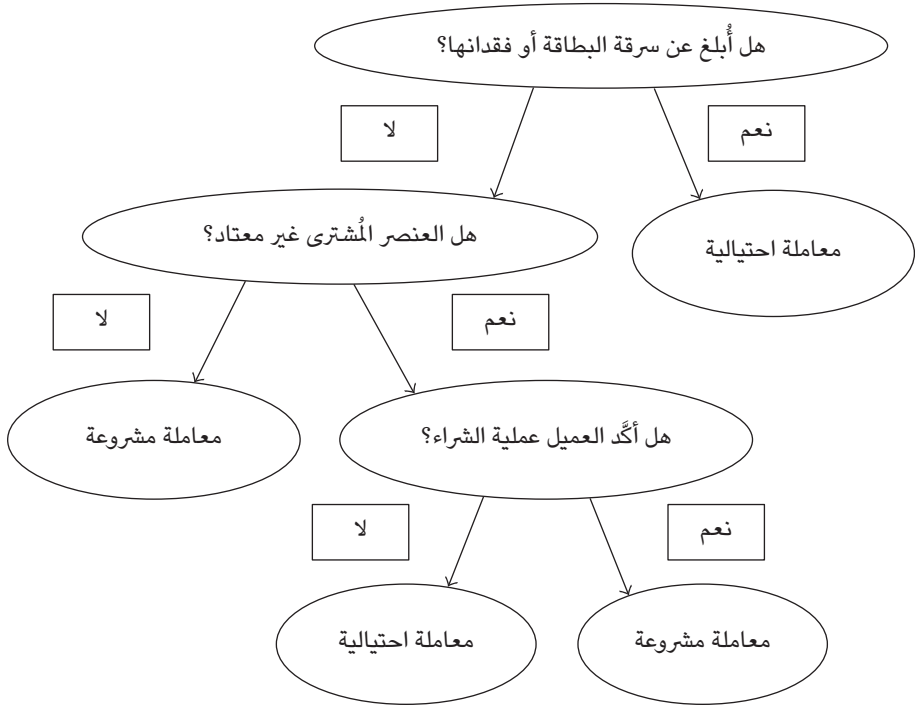 هل أُبلغ عن سرقة البطاقة أو فقدانها؟
نعم
لا
معاملة احتيالية
هل العنصر المُشترى غير معتاد؟
نعم
لا
هل أكَّد العميل عملية الشراء؟
معاملة مشروعة
نعم
لا
معاملة مشروعة
معاملة احتيالية